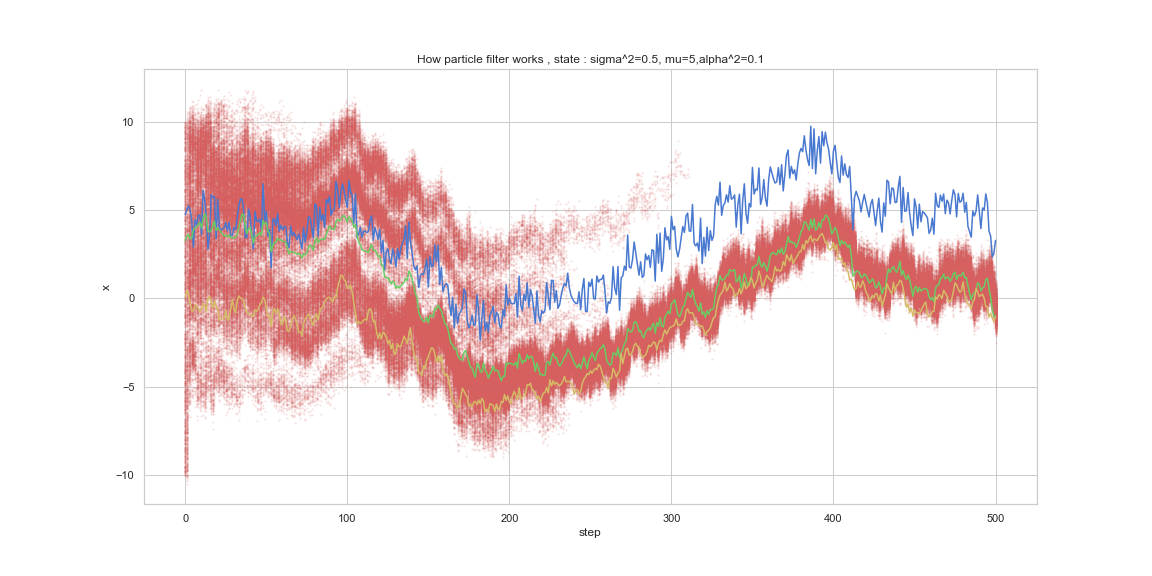 How particle filter works , state : sigma^2=0.5, mu=5,alpha^2=0.1
10
5
0
−5
−10
x
0 100 200 300 400 500
step